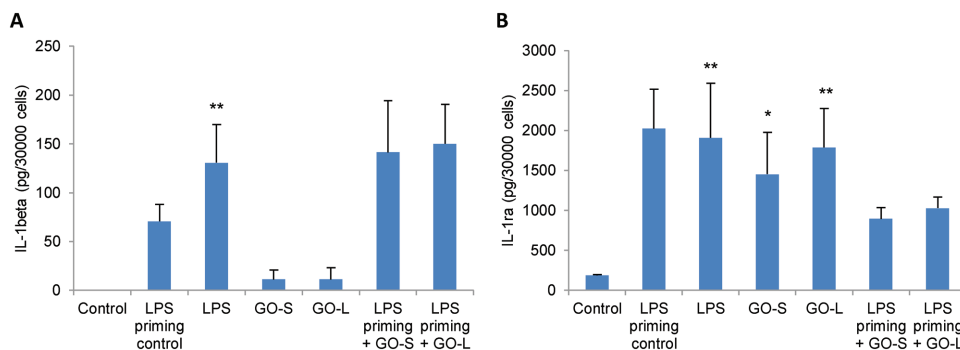 A
IL-1beta (pg/30000 cells)
250
200
150
100
50
0
Control
LPS
priming
control
LPS
GO-S
GO-L
LPS
priming
+ GO-S
LPS
priming
+ GO-L
**
B
IL-1ra (pg/30000 cells)
3000
2500
2000
1500
1000
500
0
Control
LPS
priming
control
LPS
GO-S
GO-L
LPS
priming
+ GO-S
LPS
priming
+ GO-L
**
*
**